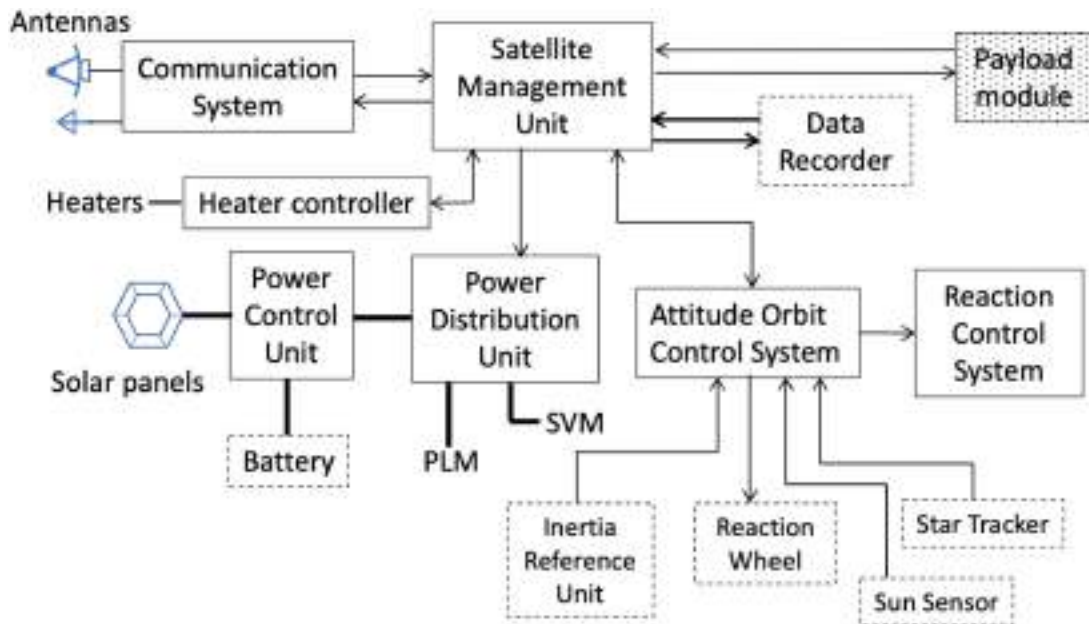 Antennas
Communication
System
Satellite
Management
Unit
Payload
module
Data
Recorder
Heaters
Heater controller
Power
Control
Unit
Power
Distribution
Unit
Attitude Orbit
Control System
Reaction
Control
System
Solar panels
SVM
PLM
Battery
Inertia
Reference
Unit
Reaction
Wheel
Star Tracker
Sun Sensor